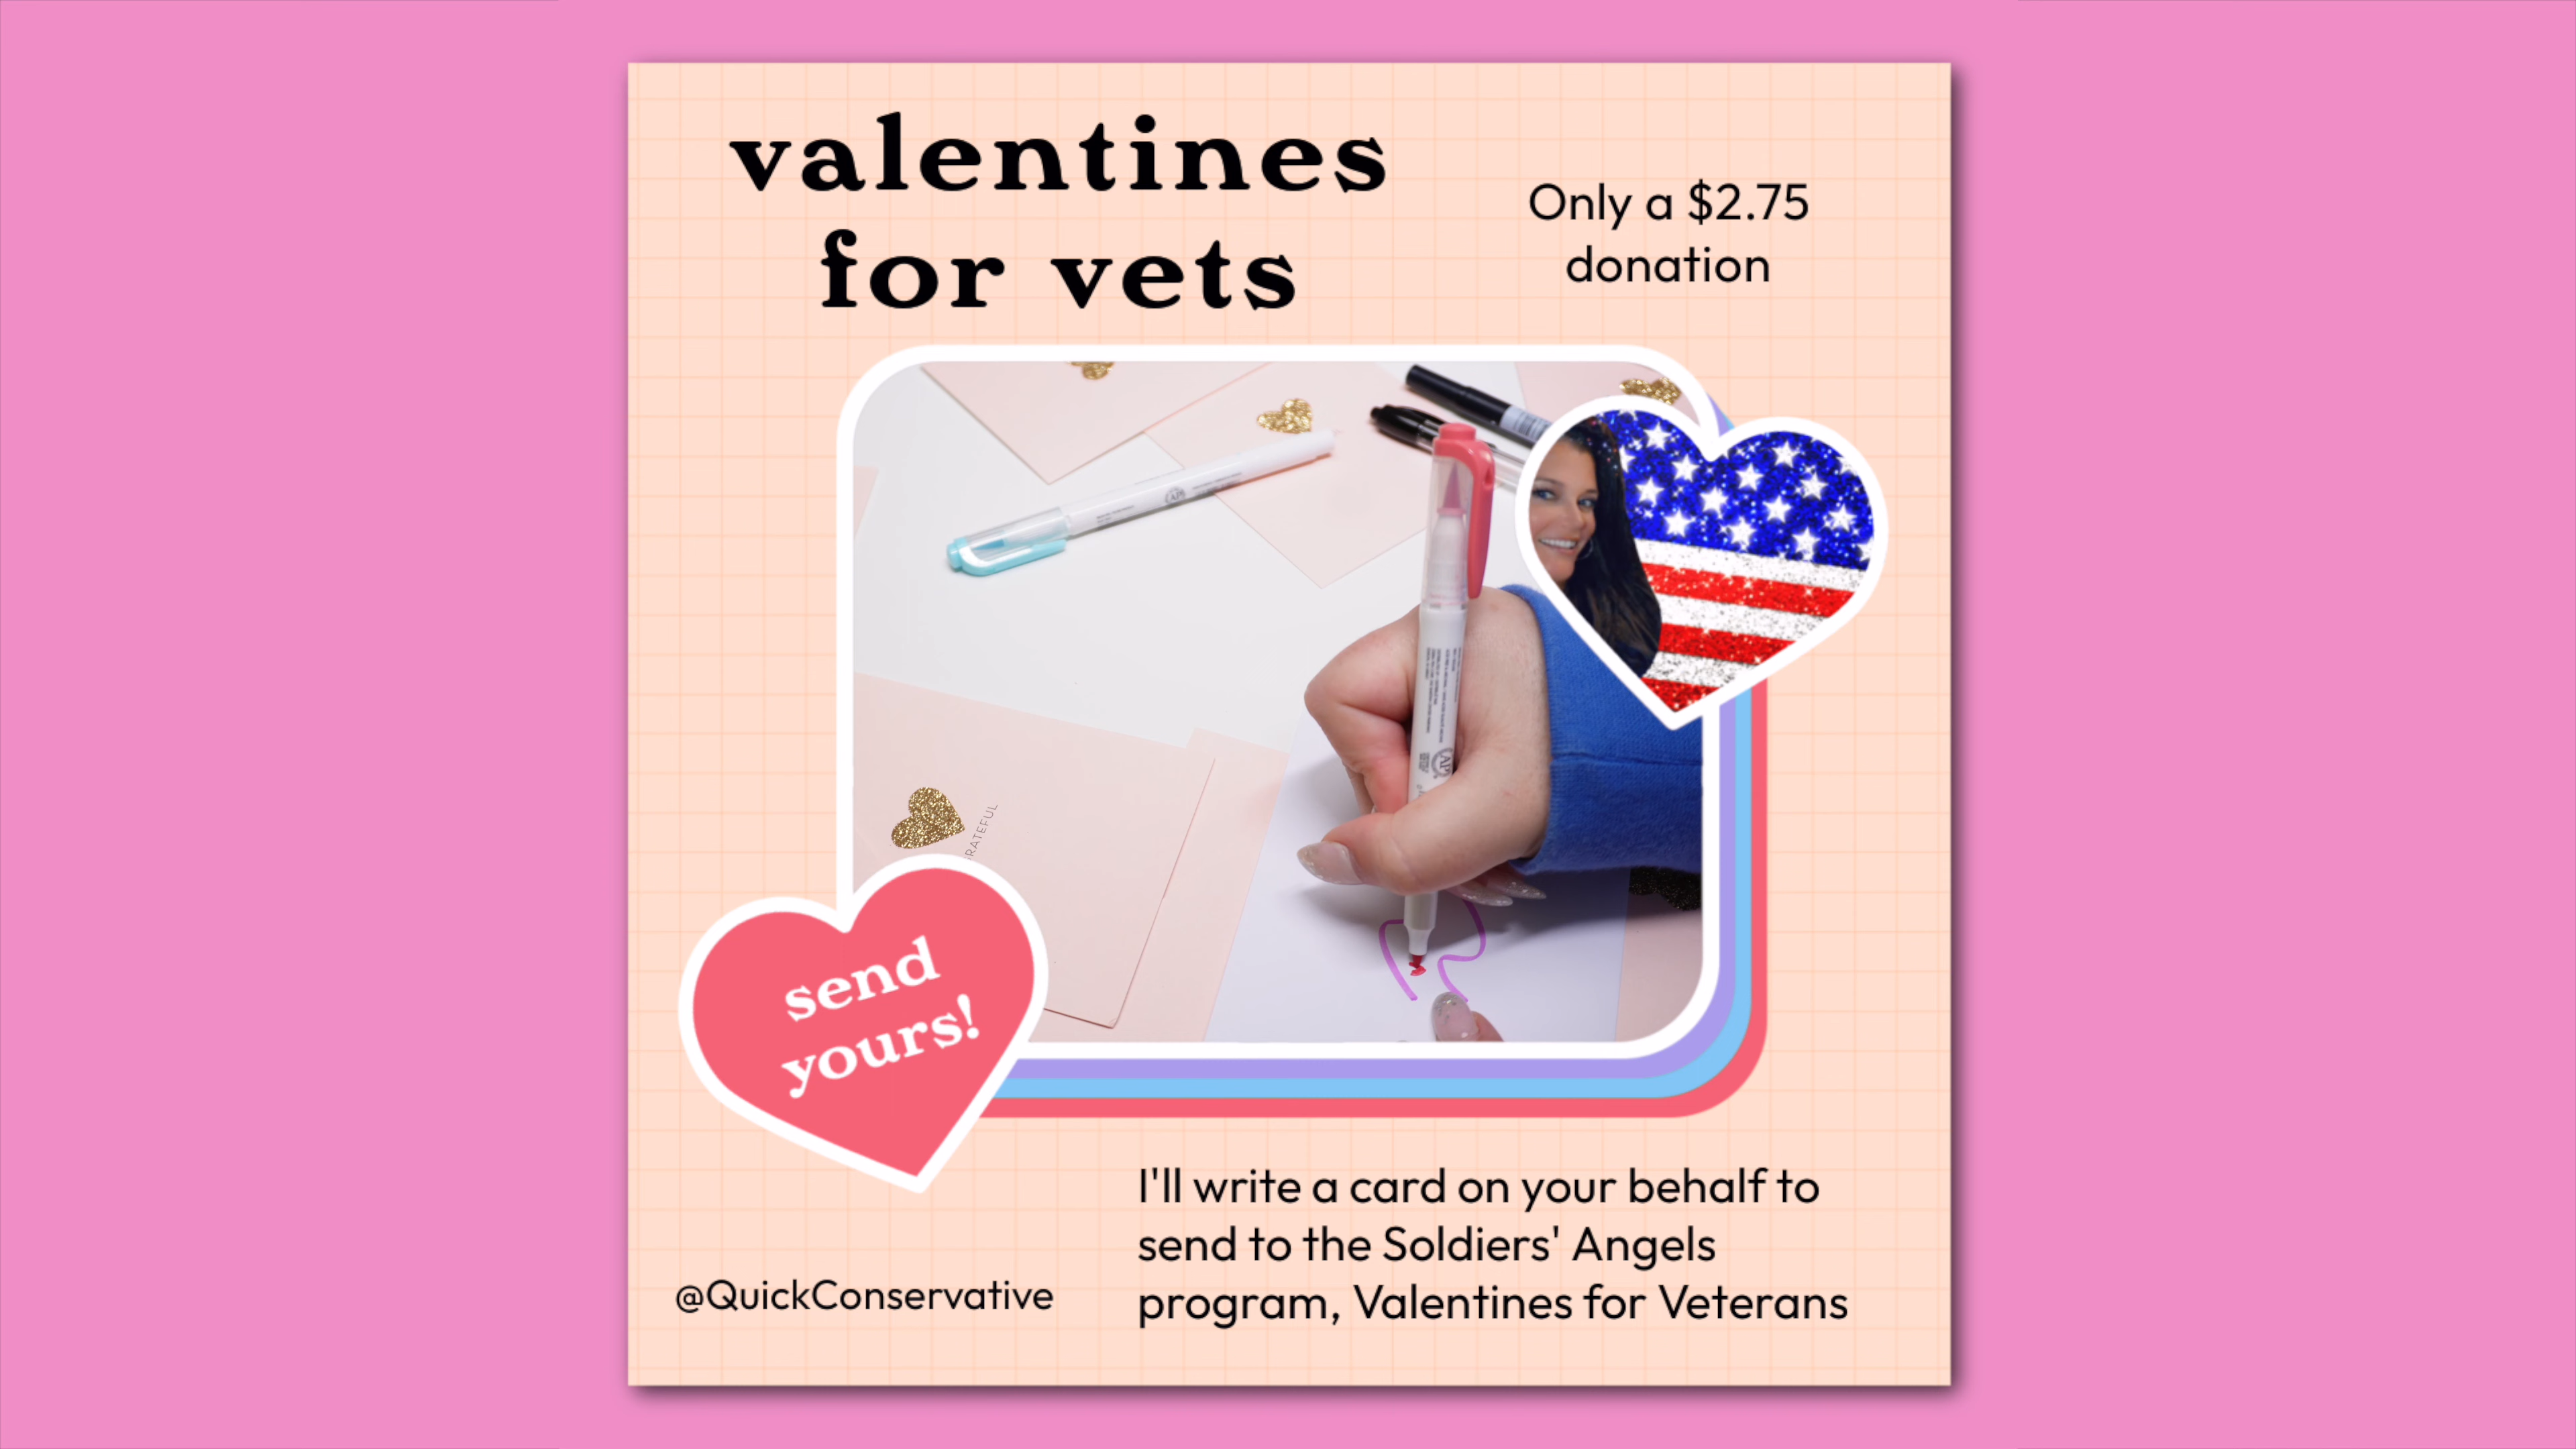 valentines
for vets
Only a $2.75
donation
send
yours!
@QuickConservative
I'll write a card on your behalf to
send to the Soldiers' Angels
program, Valentines for Veterans